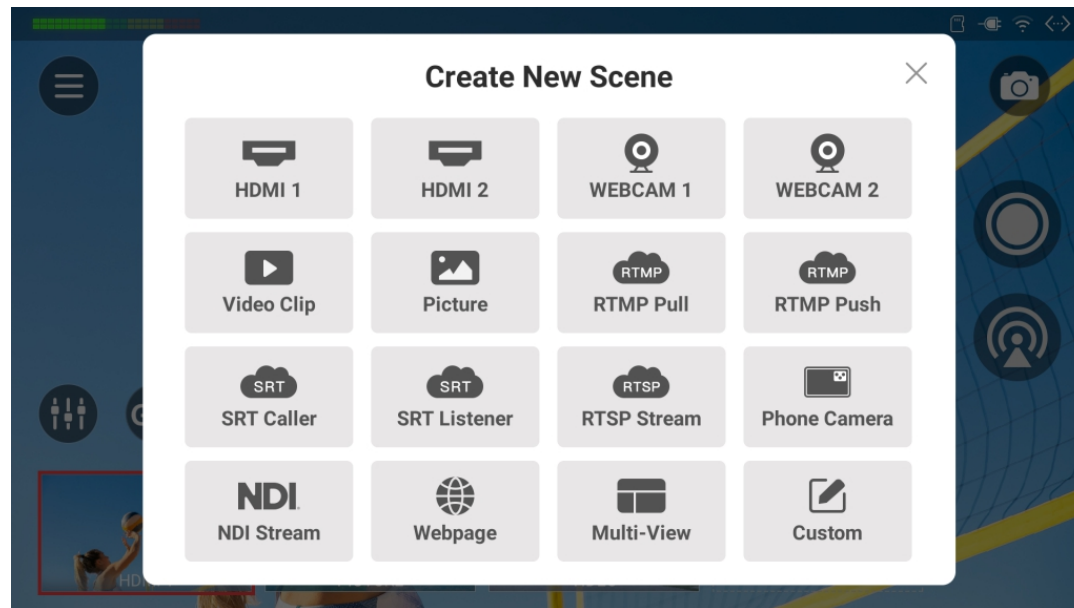 Create New Scene
HDMI 1
HDMI 2
WEBCAM 1
WEBCAM 2
Video Clip
Picture
RTMP
RTMP Pull
RTMP
RTMP Push
SRT
SRT Caller
SRT
SRT Listener
RTSP
RTSP Stream
Phone Camera
NDI
NDI Stream
Webpage
Multi-View
Custom